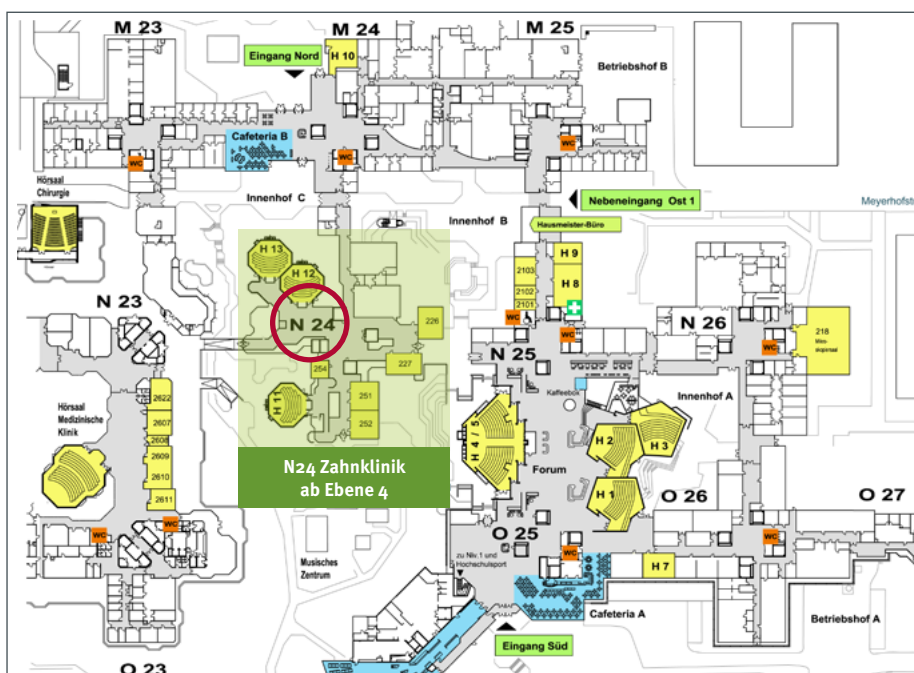 M 23
M 24
M 25
Eingang Nord
H 10
Betriebshof B
Cafeteria B
WC
WC
WC
Hörsaal
Chirurgie
Innenhof C
Innenhof B
Nebeneingang Ost 1
Meyerhofstr
Hausmeister-Büro
H 13
H 12
2103
2102
2101
H 9
H 8
N 23
N 24
226
227
254
251
252
H 11
WC
WC
N 25
N 26
WC
218
Kaffeebox
Innenhof A
2622
2607
2608
2609
2610
2611
Hörsaal
Medizinische
Klinik
H 4 / 5
H 2
H 3
H 1
Forum
N24 Zahnklinik
ab Ebene 4
O 26
O 27
WC
WC
O 25
WC
WC
zu Niv.1 und
Hochschulsport
Musisches
Zentrum
H 7
Cafeteria A
Betriebshof A
Eingang Süd
O 23